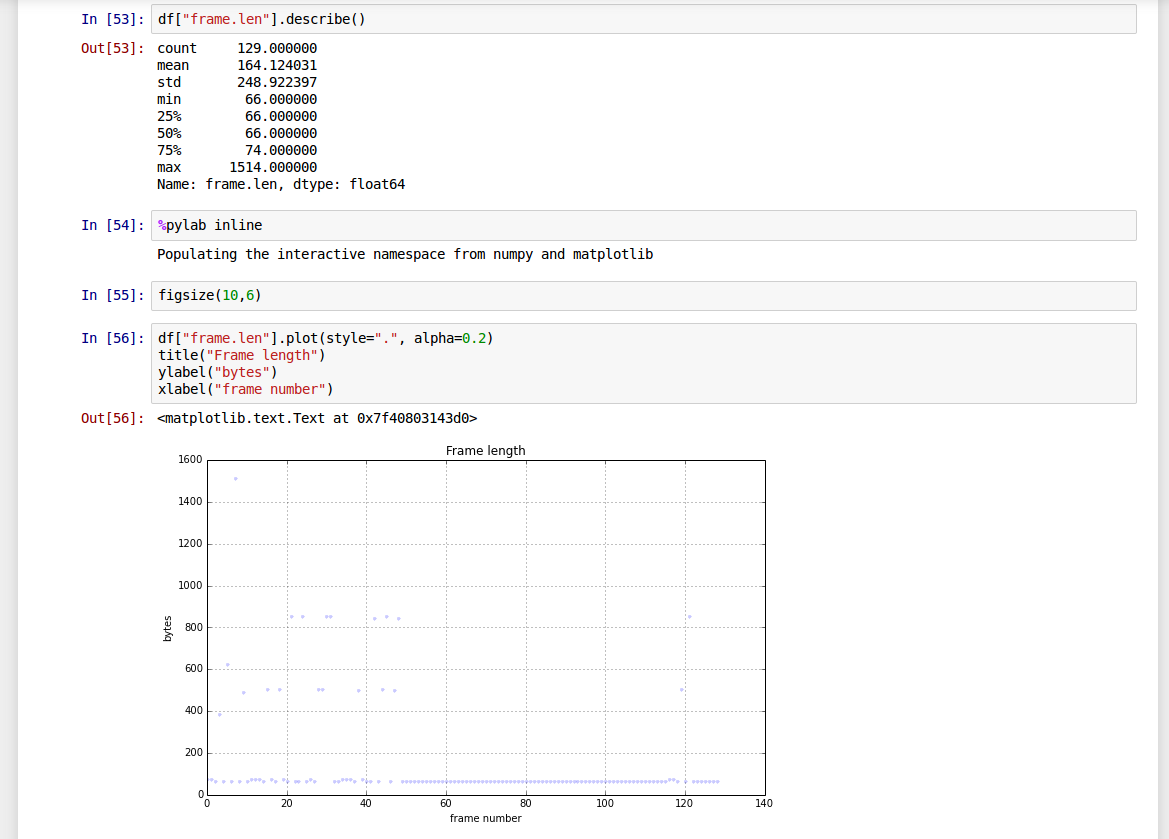 In [53]: df["frame.len"].describe()
Out[53]: count 129.000000
mean 164.124031
std 248.922397
min 66.000000
25% 66.000000
50% 66.000000
75% 74.000000
max 1514.000000
Name: frame.len, dtype: float64
In [54]: %pylab inline
Populating the interactive namespace from numpy and matplotlib
In [55]: figsize(10,6)
In [56]: df["frame.len"].plot(style=".", alpha=0.2)
title("Frame length")
ylabel("bytes")
xlabel("frame number")
Out[56]: <matplotlib.text.Text at 0x7f40803143d0>
Frame length
1600
1400
1200
1000
800
bytes
600
400
200
0
0 20 40 60 80 100 120 140
frame number